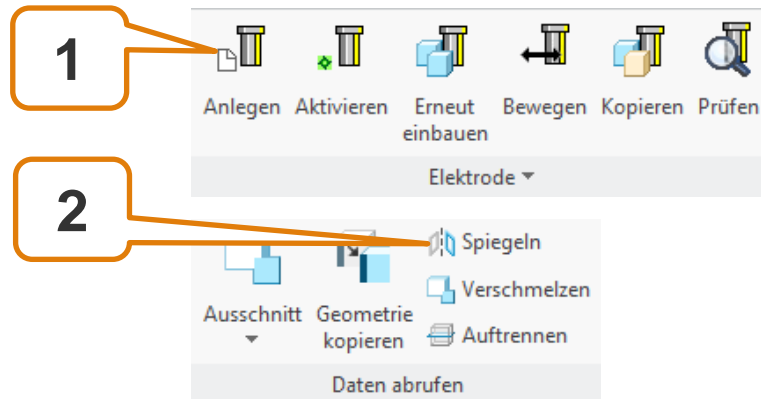 1
Anlegen Aktivieren Erneut einbauen Bewegen Kopieren Prüfen
Elektrode
2
Ausschnitt Geometrie kopieren
Spiegeln
Verschmelzen
Auftrennen
Daten abrufen